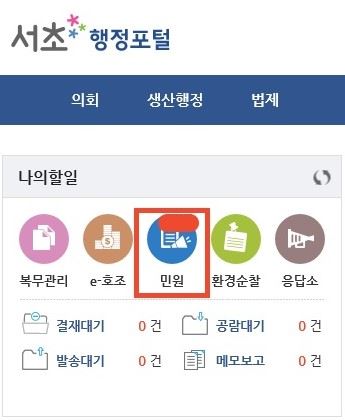 서초 행정포털
의회 생산행정 법제
나의할일
복무관리 e-호조 민원 환경순찰 응답소
결재대기 0 건 공람대기 0 건
발송대기 0 건 메모보고 0 건